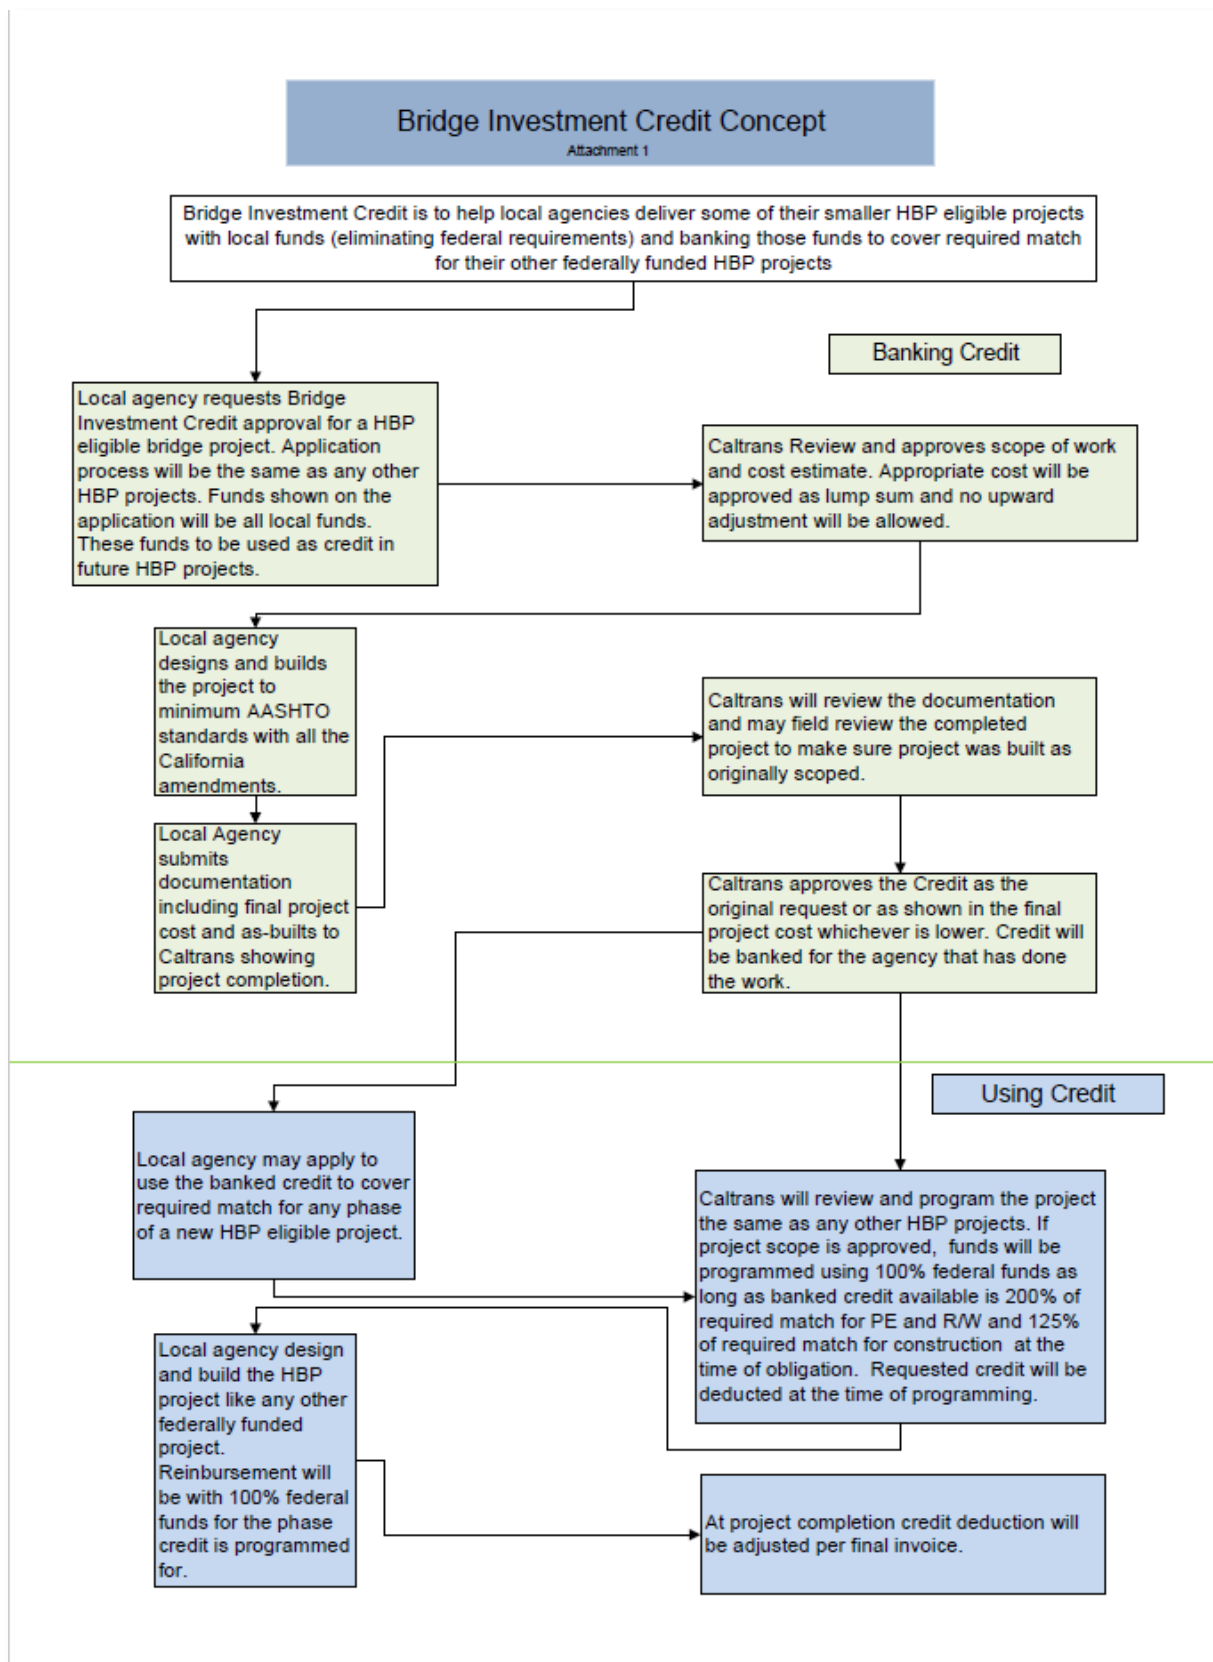 Bridge Investment Credit Concept
Attachment 1
Bridge Investment Credit is to help local agencies deliver some of their smaller HBP eligible projects
with local funds (eliminating federal requirements) and banking those funds to cover required match
for their other federally funded HBP projects
Banking Credit
Local agency requests Bridge
Investment Credit approval for a HBP
eligible bridge project. Application
process will be the same as any other
HBP projects. Funds shown on the
application will be all local funds.
These funds to be used as credit in
future HBP projects.
Caltrans Review and approves scope of work
and cost estimate. Appropriate cost will be
approved as lump sum and no upward
adjustment will be allowed.
Local agency
designs and builds
the project to
minimum AASHTO
standards with all the
California
amendments.
Local Agency
submits
documentation
including final project
cost and as-builts to
Caltrans showing
project completion.
Caltrans will review the documentation
and may field review the completed
project to make sure project was built as
originally scoped.
Caltrans approves the Credit as the
original request or as shown in the final
project cost whichever is lower. Credit will
be banked for the agency that has done
the work.
Using Credit
Local agency may apply to
use the banked credit to cover
required match for any phase
of a new HBP eligible project.
Caltrans will review and program the project
the same as any other HBP projects. If
project scope is approved,  funds will be
programmed using 100% federal funds as
long as banked credit available is 200% of
required match for PE and R/W and 125%
of required match for construction  at the
time of obligation.  Requested credit will be
deducted at the time of programming.
Local agency design
and build the HBP
project like any other
federally funded
project.
Reinbursement will
be with 100% federal
funds for the phase
credit is programmed
for.
At project completion credit deduction will
be adjusted per final invoice.